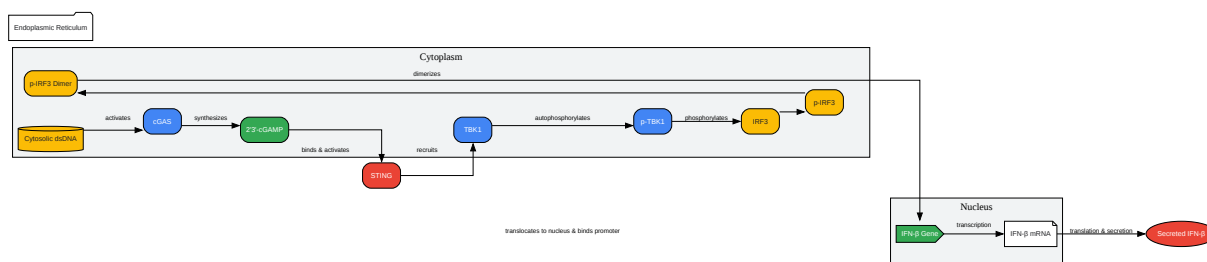 Endoplasmic Reticulum
Cytoplasm
dimerizes
p-IRF3 Dimer
p-IRF3
activates
cGAS
synthesizes
2'3'-cGAMP
TBK1
autophosphorylates
p-TBK1
phosphorylates
IRF3
Cytosolic dsDNA
binds & activates
recruits
STING
Nucleus
translocates to nucleus & binds promoter
IFN-β Gene
transcription
IFN-β mRNA
translation & secretion
Secreted IFN-β